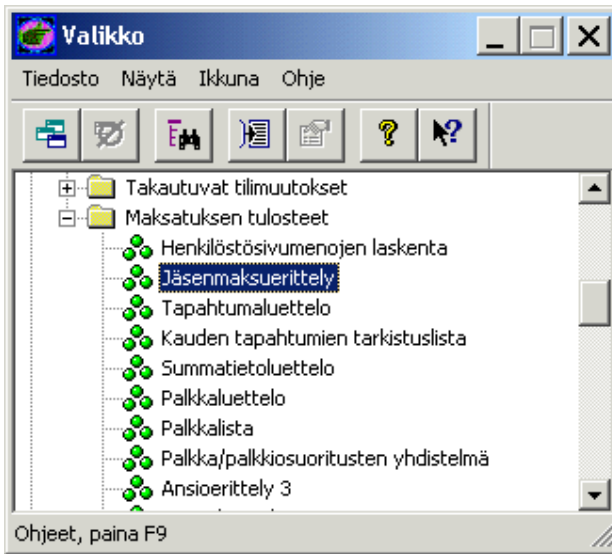 Valikko
Tiedosto Näytä Ikkuna Ohje
Takautuvat tilimuutokset
Maksatuksen tulosteet
Henkilöstösivumenojen laskenta
Jäsenmaksuerittely
Tapahtumaluettelo
Kauden tapahtumien tarkistuslista
Summatietoluettelo
Palkkaluettelo
Palkkalista
Palkka/palkkiosuoritusten yhdistelmä
Ansioerittely 3
Ohjeet, paina F9